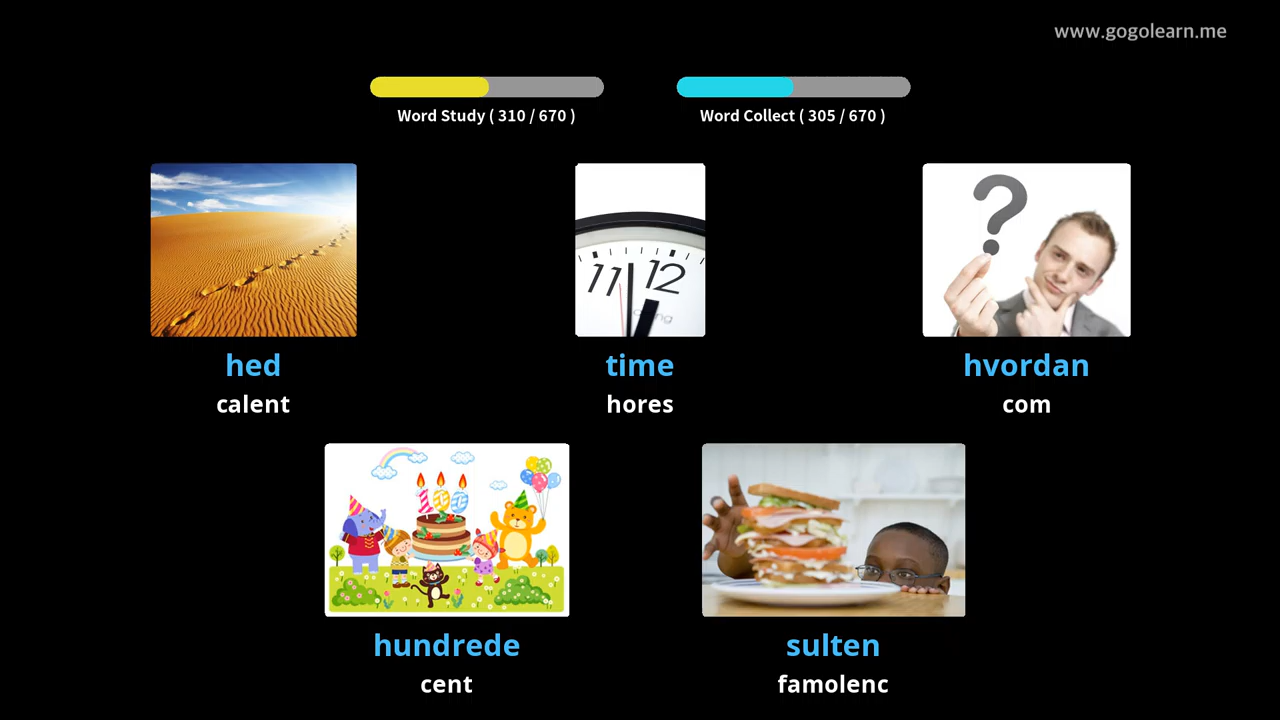 www.gogolearn.me
Word Study ( 310 / 670 )
Word Collect ( 305 / 670 )
11 12
hed
time
hvordan
calent
hores
com
100
hundrede
sulten
cent
famolenc